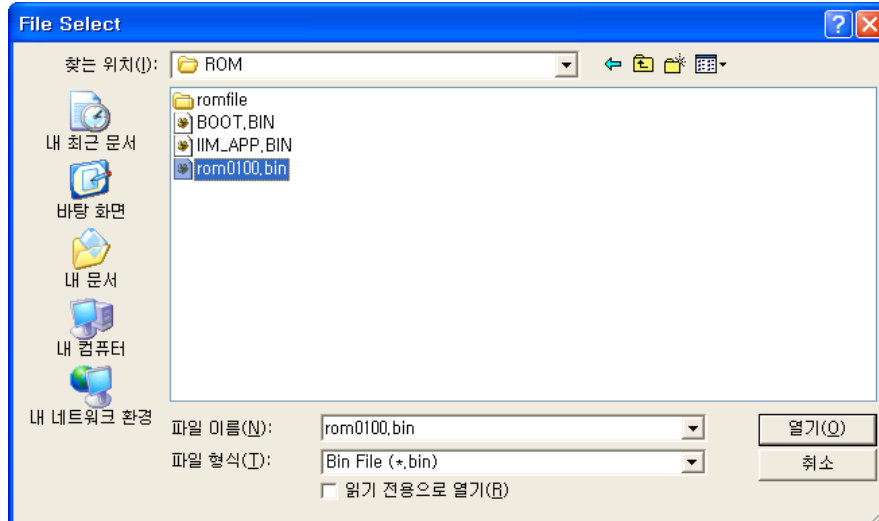 File Select
찾는 위치(I): ROM
romfile
BOOT.BIN
IIM_APP.BIN
rom0100.bin
내 최근 문서
바탕 화면
내 문서
내 컴퓨터
내 네트워크 환경
파일 이름(N): rom0100.bin 열기(O)
파일 형식(T): Bin File (*.bin) 취소
읽기 전용으로 열기(R)